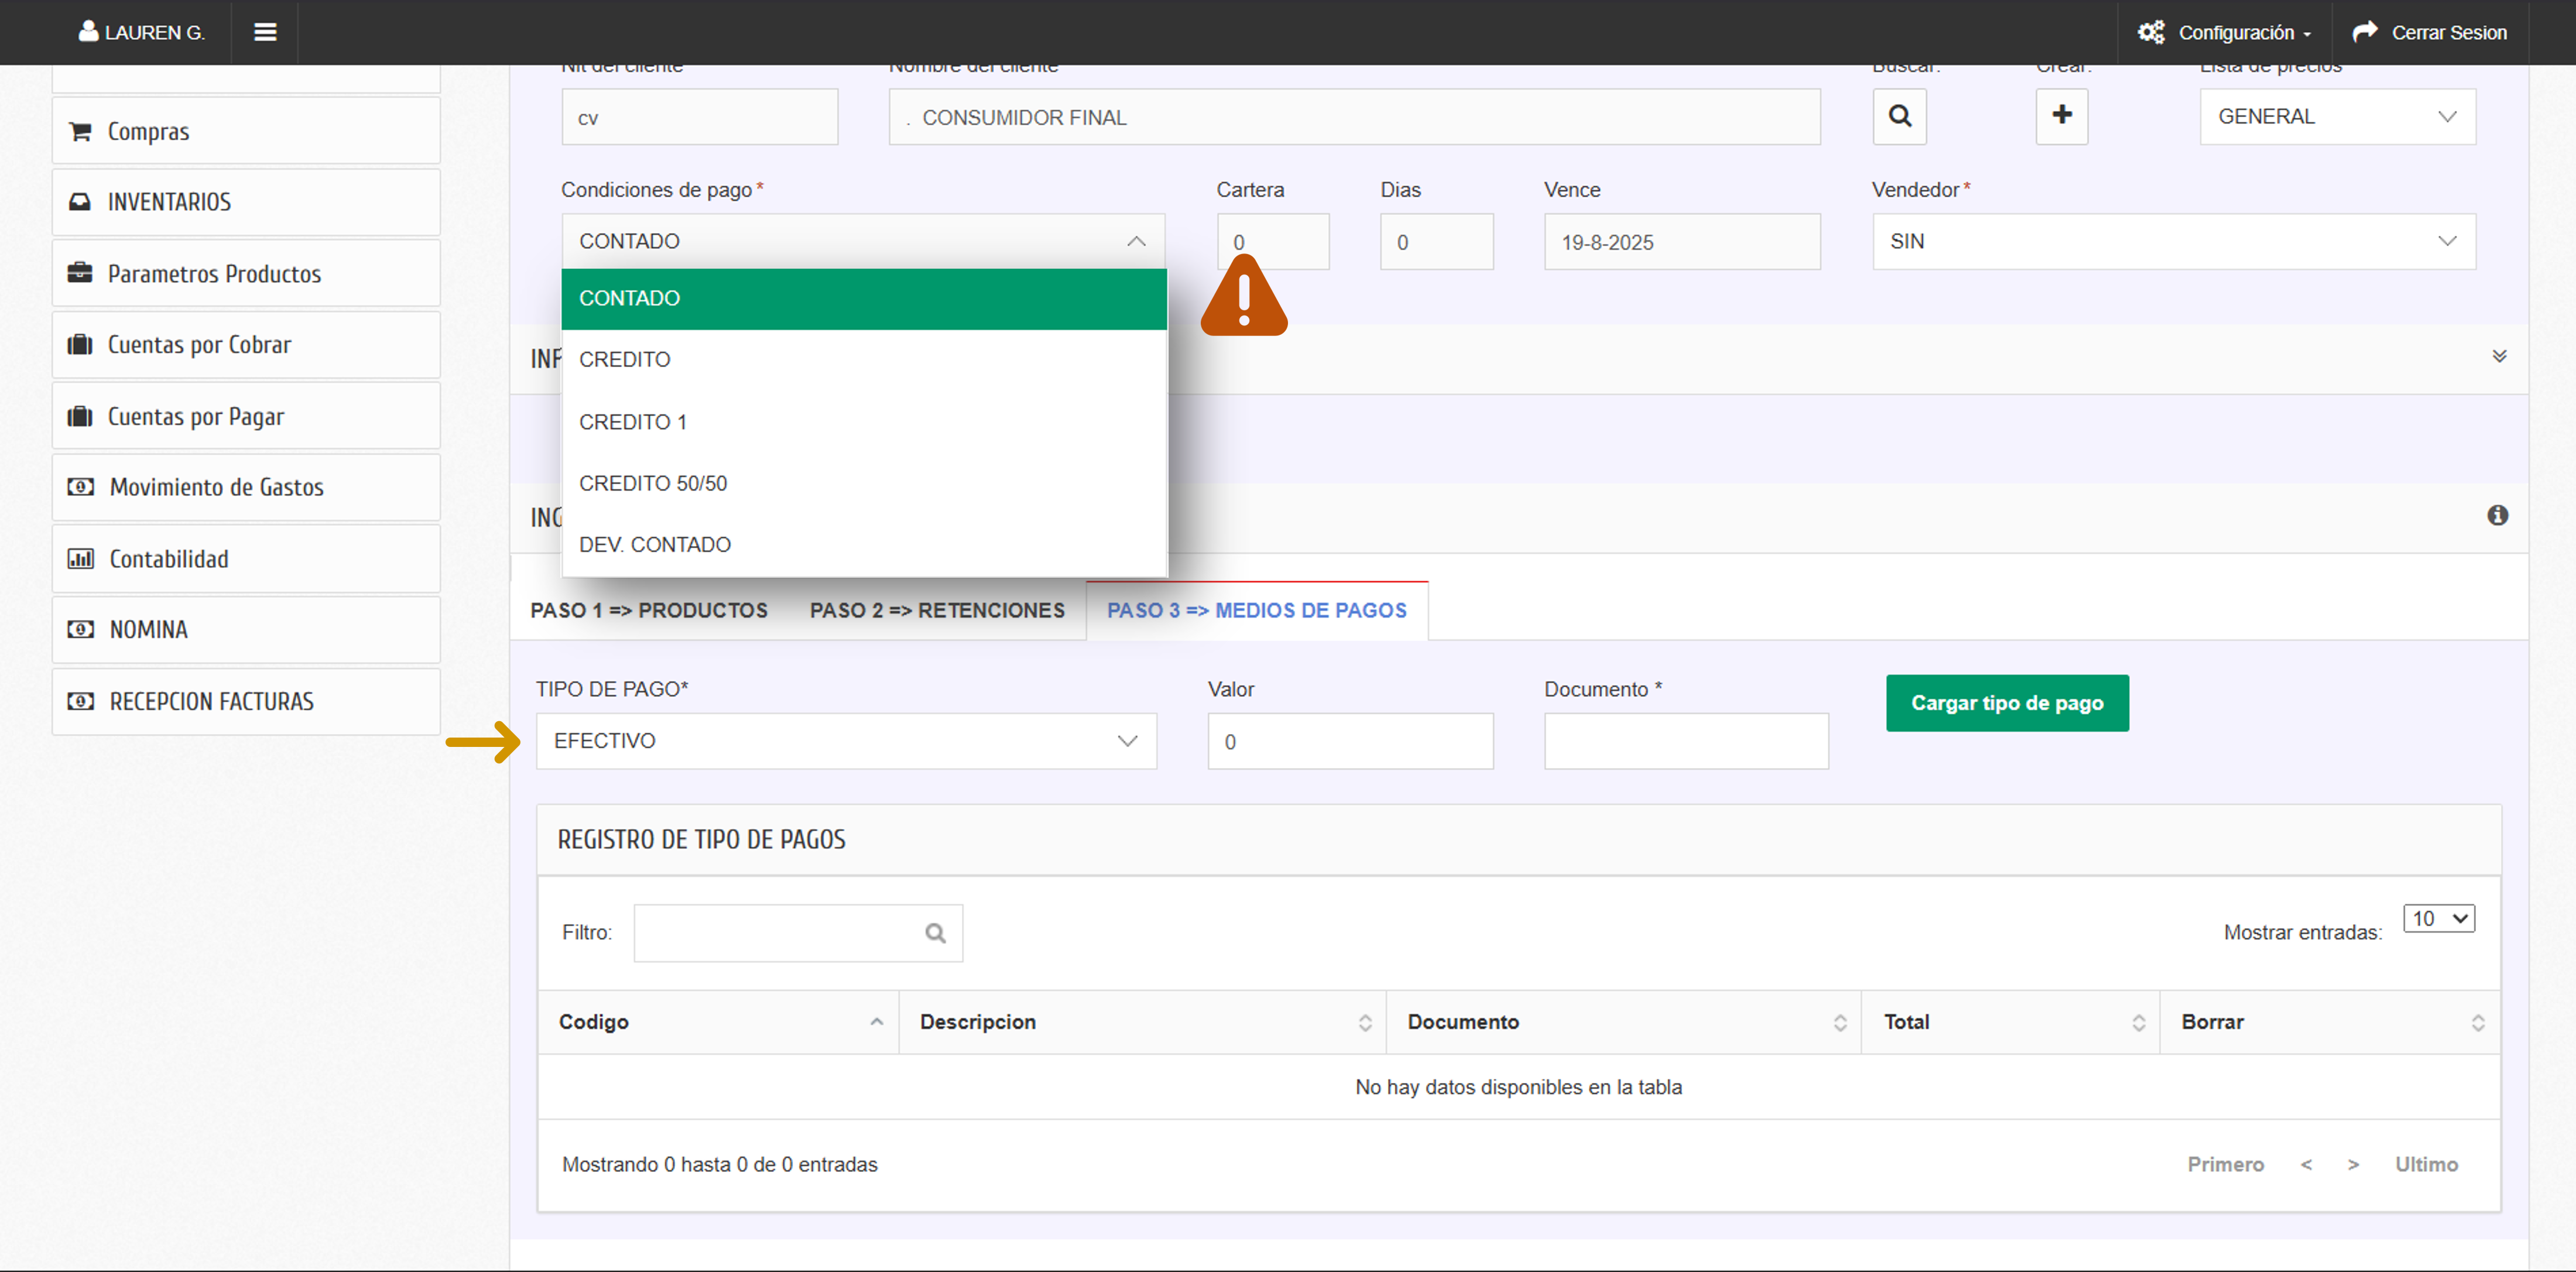 LAUREN G.
Configuración
Cerrar Sesion
Nit del cliente
Nombre del cliente
Buscar:
Crear:
Lista de precios
cv
. CONSUMIDOR FINAL
GENERAL
Compras
INVENTARIOS
Parametros Productos
Cuentas por Cobrar
Cuentas por Pagar
Movimiento de Gastos
Contabilidad
NOMINA
RECEPCION FACTURAS
Condiciones de pago *
Cartera
Dias
Vence
Vendedor *
CONTADO
0
0
19-8-2025
SIN
CONTADO
CREDITO
CREDITO 1
CREDITO 50/50
DEV. CONTADO
PASO 1 => PRODUCTOS
PASO 2 => RETENCIONES
PASO 3 => MEDIOS DE PAGOS
TIPO DE PAGO*
Valor
Documento *
Cargar tipo de pago
EFECTIVO
0
REGISTRO DE TIPO DE PAGOS
Filtro:
Mostrar entradas:
10
Codigo
Descripcion
Documento
Total
Borrar
No hay datos disponibles en la tabla
Mostrando 0 hasta 0 de 0 entradas
Primero < > Ultimo